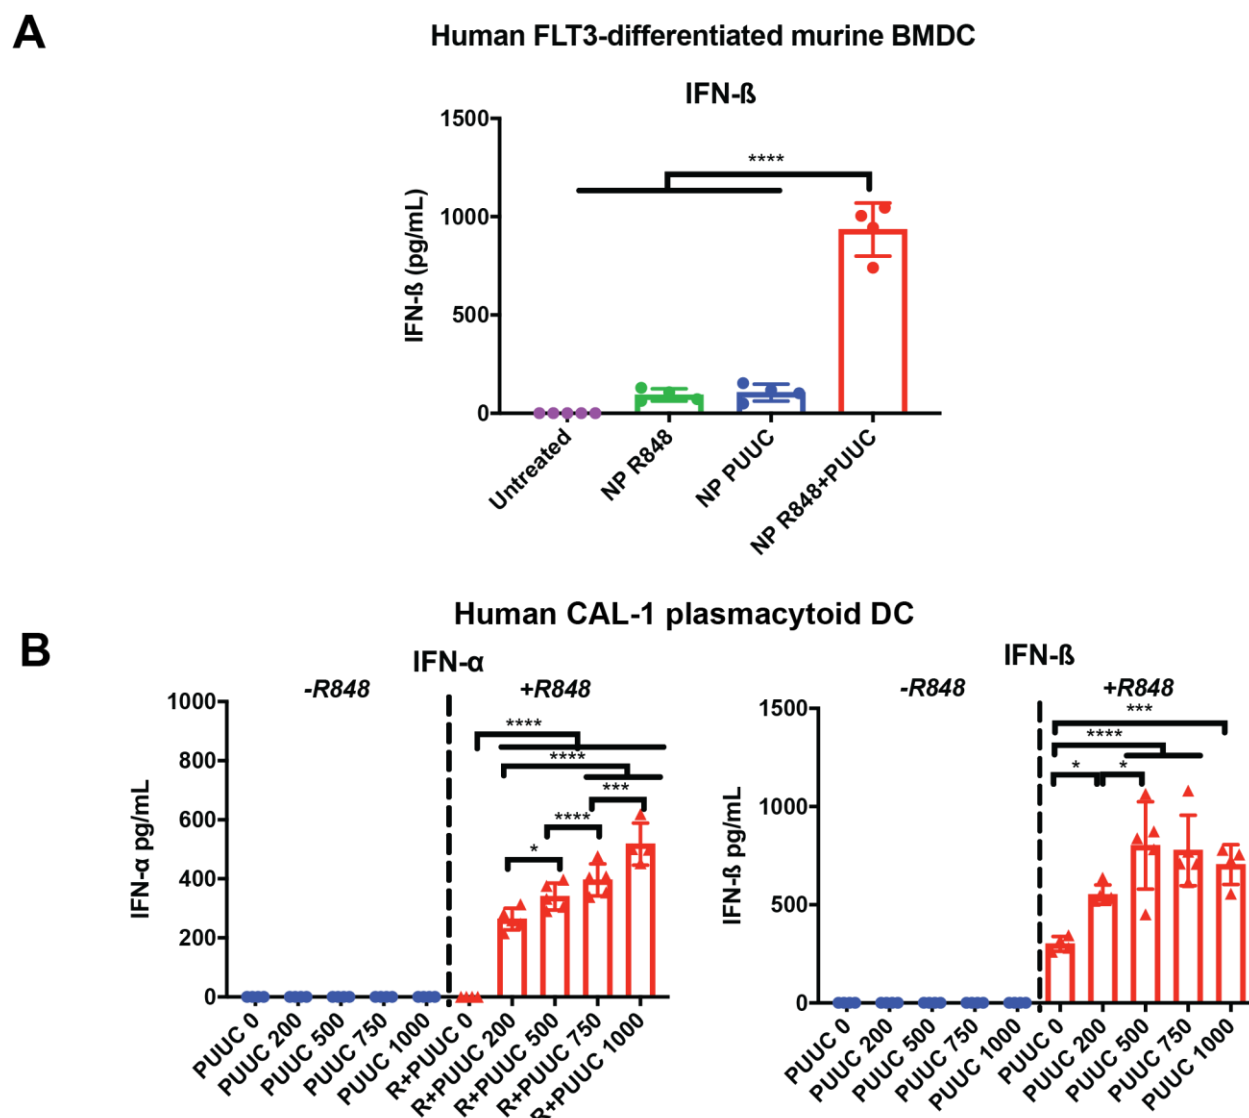 A
Human FLT3-differentiated murine BMDC
IFN-ß
1500
1000
500
0
IFN-ß (pg/mL)
****
Untreated
NP R848
NP PUUC
NP R848+PUUC
B
Human CAL-1 plasmacytoid DC
IFN-α
-R848
+R848
1000
800
600
400
200
0
IFN-α pg/mL
****
****
***
****
*
PUUC 0
PUUC 200
PUUC 500
PUUC 750
PUUC 1000
R+PUUC 0
R+PUUC 200
R+PUUC 500
R+PUUC 750
R+PUUC 1000
IFN-ß
-R848
+R848
1500
1000
500
0
IFN-ß pg/mL
***
****
*
*
PUUC 0
PUUC 200
PUUC 500
PUUC 750
PUUC 1000
PUUC 0
PUUC 200
PUUC 500
PUUC 750
PUUC 1000